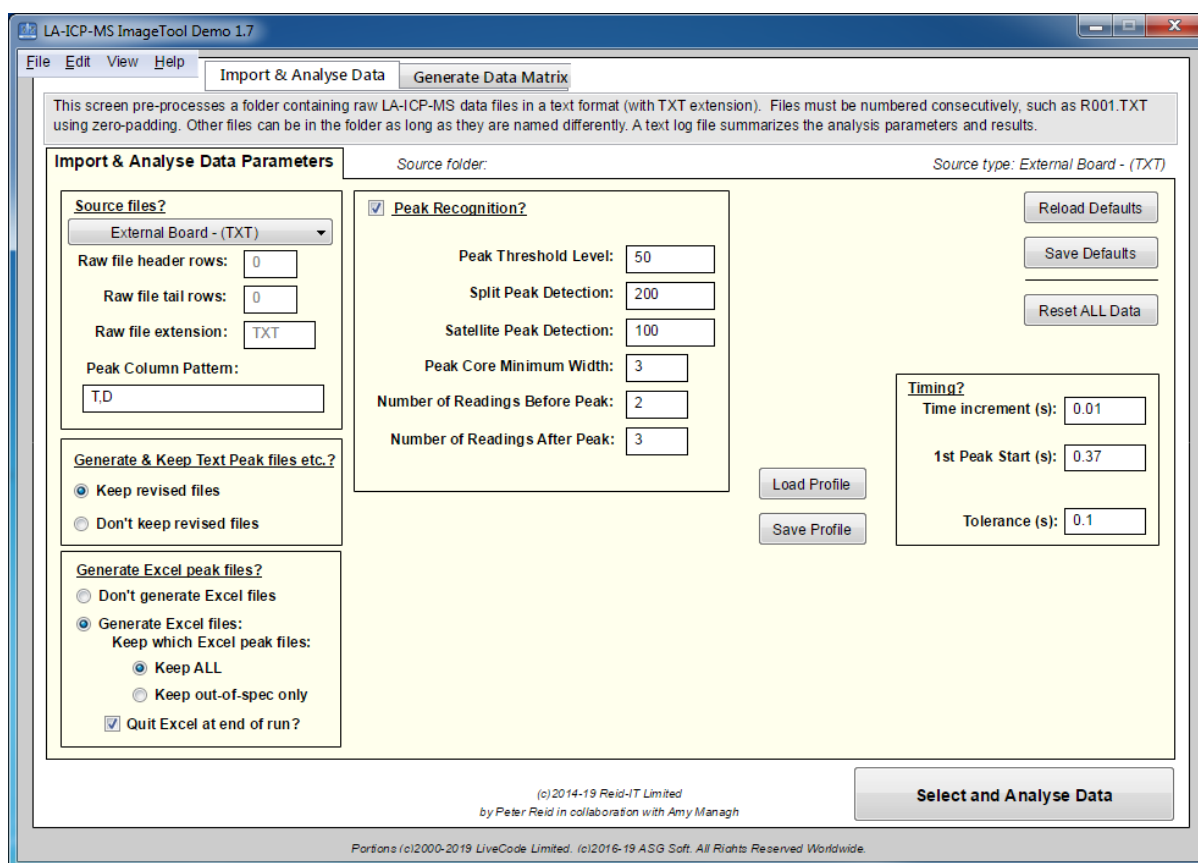 LA-ICP-MS ImageTool Demo 1.7
File Edit View Help
Import & Analyse Data
Generate Data Matrix
This screen pre-processes a folder containing raw LA-ICP-MS data files in a text format (with TXT extension). Files must be numbered consecutively, such as R001.TXT
using zero-padding. Other files can be in the folder as long as they are named differently. A text log file summarizes the analysis parameters and results.
Import & Analyse Data Parameters
Source folder:
Source type: External Board - (TXT)
Source files?
External Board - (TXT)
Raw file header rows: 0
Raw file tail rows: 0
Raw file extension: TXT
Peak Column Pattern:
T,D
Generate & Keep Text Peak files etc.?
Keep revised files
Don't keep revised files
Generate Excel peak files?
Don't generate Excel files
Generate Excel files:
Keep which Excel peak files:
Keep ALL
Keep out-of-spec only
Quit Excel at end of run?
Peak Recognition?
Peak Threshold Level: 50
Split Peak Detection: 200
Satellite Peak Detection: 100
Peak Core Minimum Width: 3
Number of Readings Before Peak: 2
Number of Readings After Peak: 3
Load Profile
Save Profile
Reload Defaults
Save Defaults
Reset ALL Data
Timing?
Time increment (s): 0.01
1st Peak Start (s): 0.37
Tolerance (s): 0.1
(c)2014-19 Reid-IT Limited
by Peter Reid in collaboration with Amy Managh
Select and Analyse Data
Portions (c)2000-2019 LiveCode Limited. (c)2016-19 ASG Soft. All Rights Reserved Worldwide.